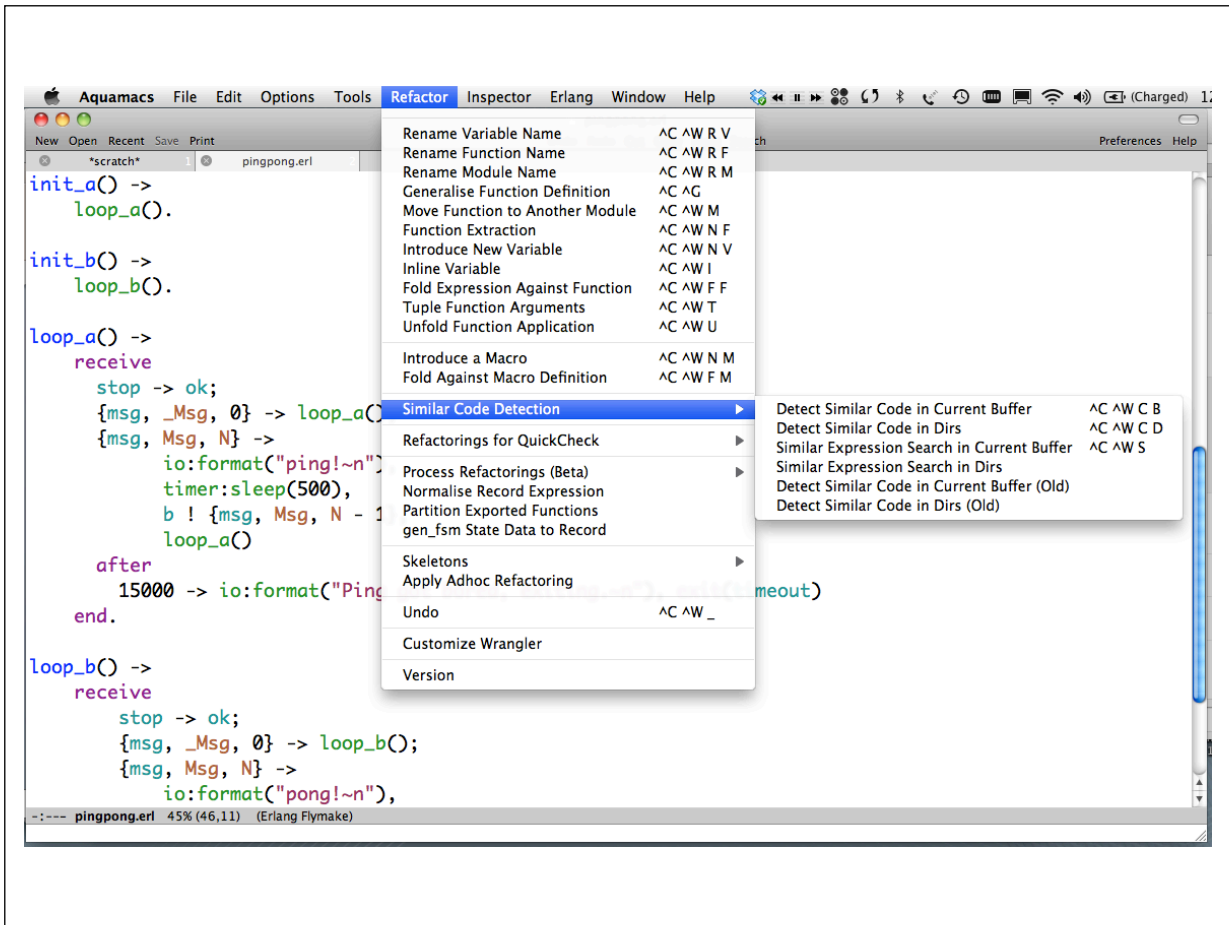 Aquamacs File Edit Options Tools Refactor Inspector Erlang Window Help (Charged)
New Open Recent Save Print Preferences Help
*scratch* 1 pingpong.erl
init_a() ->
loop_a().
init_b() ->
loop_b().
loop_a() ->
receive
stop -> ok;
{msg, _Msg, 0} -> loop_a()
{msg, Msg, N} ->
io:format("ping!~n")
timer:sleep(500),
b ! {msg, Msg, N - 1
loop_a()
after
15000 -> io:format("Ping exit(timeout)
end.
loop_b() ->
receive
stop -> ok;
{msg, _Msg, 0} -> loop_b();
{msg, Msg, N} ->
io:format("pong!~n"),
-:--- pingpong.erl 45% (46,11) (Erlang Flymake)
Rename Variable Name ^C ^W R V
Rename Function Name ^C ^W R F
Rename Module Name ^C ^W R M
Generalise Function Definition ^C ^G
Move Function to Another Module ^C ^W M
Function Extraction ^C ^W N F
Introduce New Variable ^C ^W N V
Inline Variable ^C ^W I
Fold Expression Against Function ^C ^W F F
Tuple Function Arguments ^C ^W T
Unfold Function Application ^C ^W U
Introduce a Macro ^C ^W N M
Fold Against Macro Definition ^C ^W F M
Similar Code Detection
Refactorings for QuickCheck
Process Refactorings (Beta)
Normalise Record Expression
Partition Exported Functions
gen_fsm State Data to Record
Skeletons
Apply Adhoc Refactoring
Undo ^C ^W _
Customize Wrangler
Version
Detect Similar Code in Current Buffer ^C ^W C B
Detect Similar Code in Dirs ^C ^W C D
Similar Expression Search in Current Buffer ^C ^W S
Similar Expression Search in Dirs
Detect Similar Code in Current Buffer (Old)
Detect Similar Code in Dirs (Old)